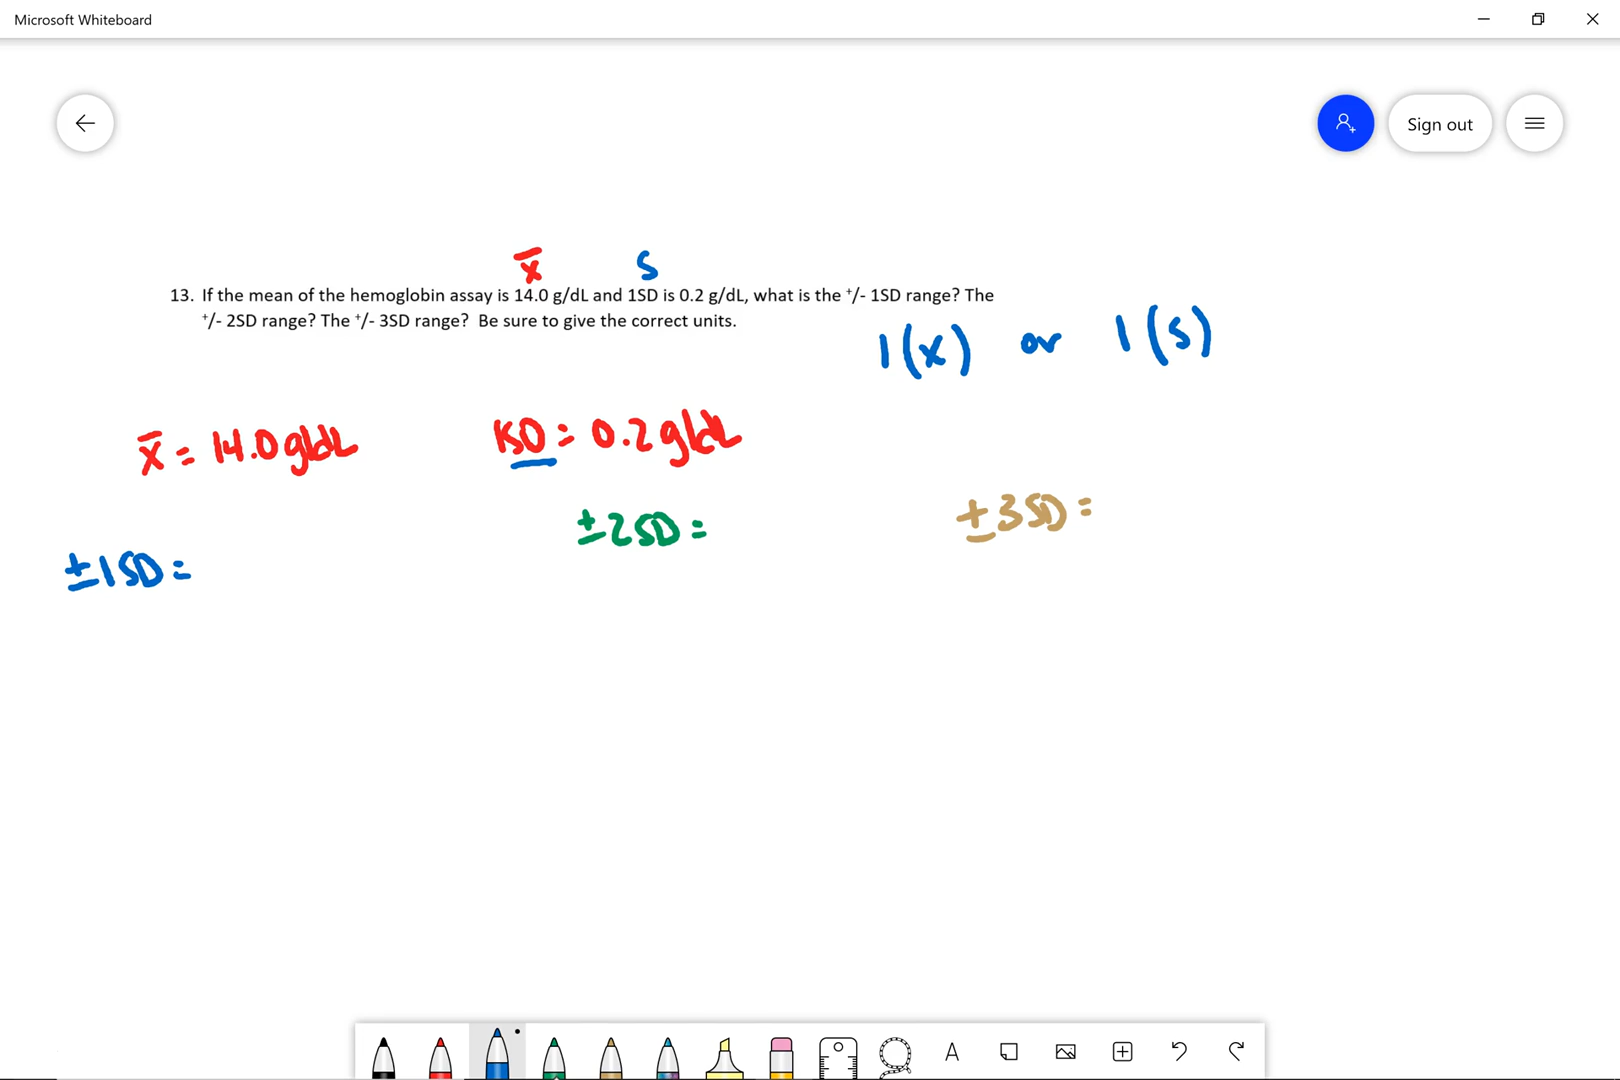 Microsoft Whiteboard
Sign out
x̄ S
13. If the mean of the hemoglobin assay is 14.0 g/dL and 1SD is 0.2 g/dL, what is the +/- 1SD range? The
+/- 2SD range? The +/- 3SD range? Be sure to give the correct units.
1(x) or 1(s)
x̄ = 14.0 g/dL 1SD = 0.2 g/dL
±2SD = ±3SD =
±1SD =
A